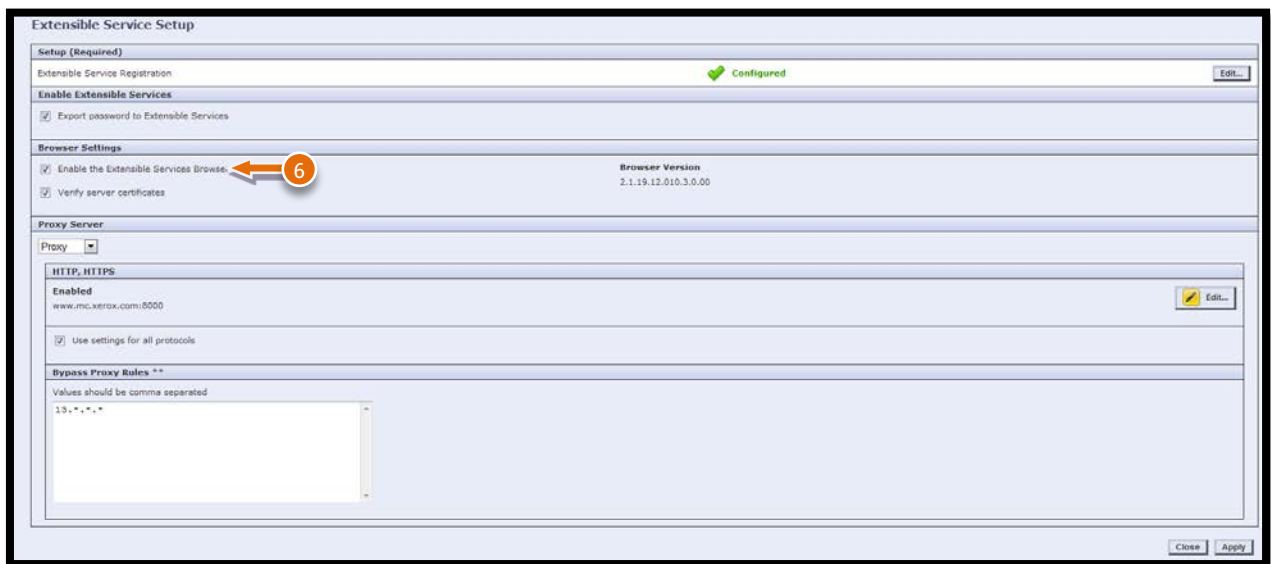 Extensible Service Setup
Setup (Required)
Extensible Service Registration
Configured
Edit...
Enable Extensible Services
Export password to Extensible Services
Browser Settings
Enable the Extensible Services Browse
6
Browser Version
2.1.19.12.010.3.0.00
Verify server certificates
Proxy Server
Proxy
HTTP, HTTPS
Enabled
www.mc.xerox.com:8000
Edit...
Use settings for all protocols
Bypass Proxy Rules **
Values should be comma separated
13.*.*.*
Close
Apply